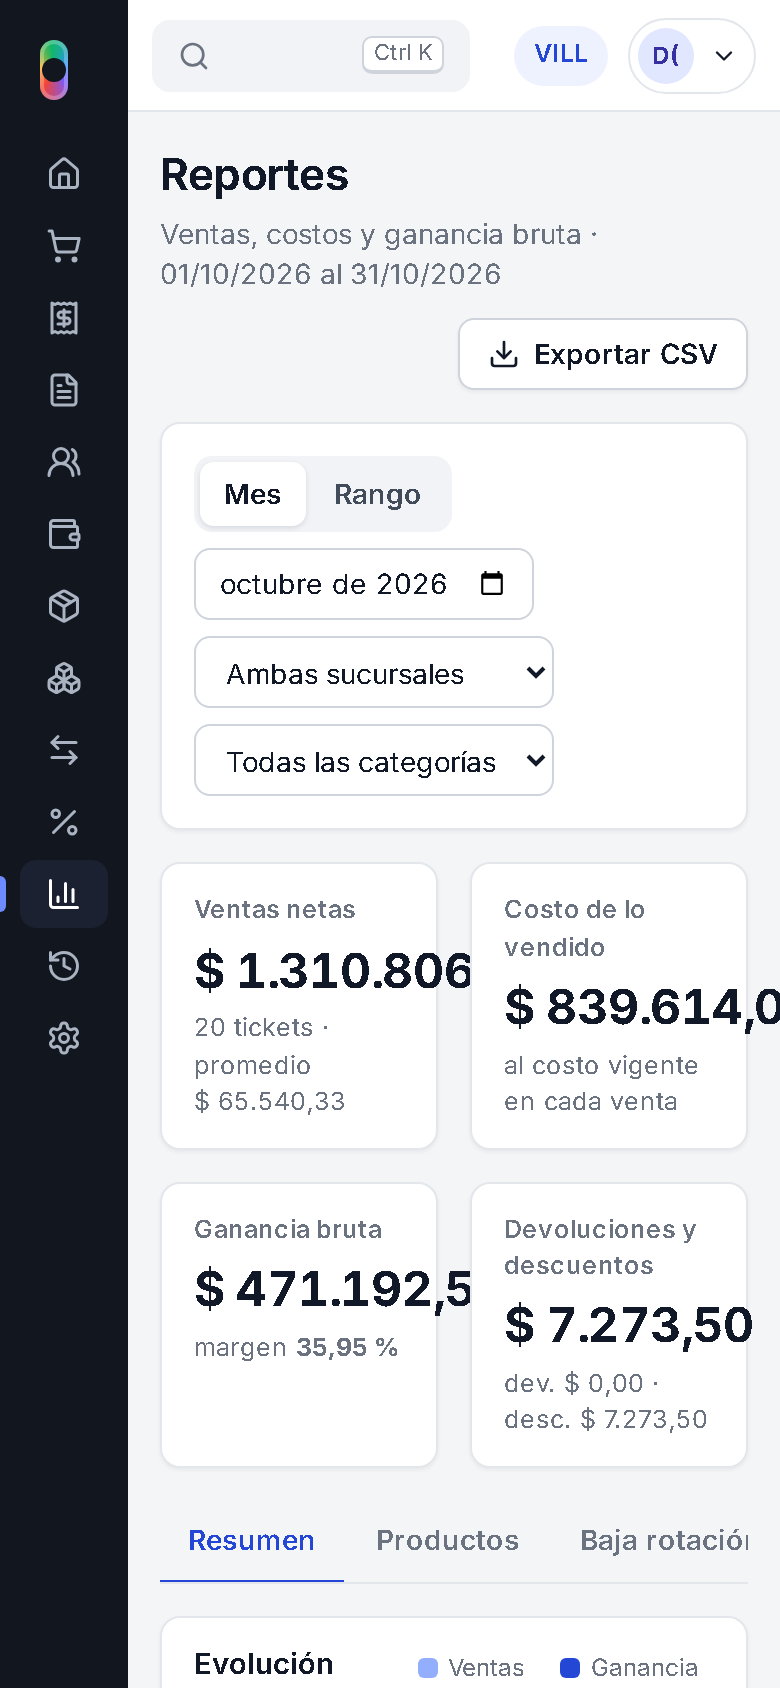 Ctrl K
VILL
D(
Reportes
Ventas, costos y ganancia bruta ·
01/10/2026 al 31/10/2026
Exportar CSV
Mes
Rango
octubre de 2026
Ambas sucursales
Todas las categorías
Ventas netas
$ 1.310.806
20 tickets ·
promedio
$ 65.540,33
Costo de lo
vendido
$ 839.614,0
al costo vigente
en cada venta
Ganancia bruta
$ 471.192,5
margen 35,95 %
Devoluciones y
descuentos
$ 7.273,50
dev. $ 0,00 ·
desc. $ 7.273,50
Resumen
Productos
Baja rotación
Evolución
Ventas
Ganancia